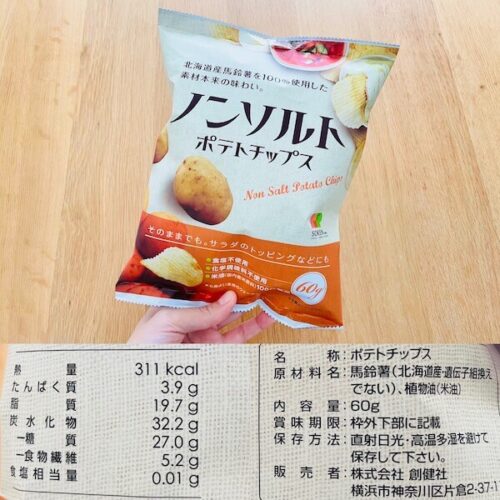 北海道産馬鈴薯を100%使用した
素材本来の味わい。
ノンソルト
ポテトチップス
Non Salt Potato Chips
そのままでも。サラダのトッピングなどにも
食塩不使用
化学調味料不使用
60g
熱量 311 kcal
たんぱく質 3.9 g
脂質 19.7 g
炭水化物 32.2 g
―糖質 27.0 g
―食物繊維 5.2 g
食塩相当量 0.01 g
名称：ポテトチップス
原材料名：馬鈴薯（北海道産・遺伝子組換え
でない）、植物油（米油）
内容量：60g
賞味期限：枠外下部に記載
保存方法：直射日光・高温多湿を避けて
保存して下さい。
販売者：株式会社 創健社
横浜市神奈川区片倉2-37-1